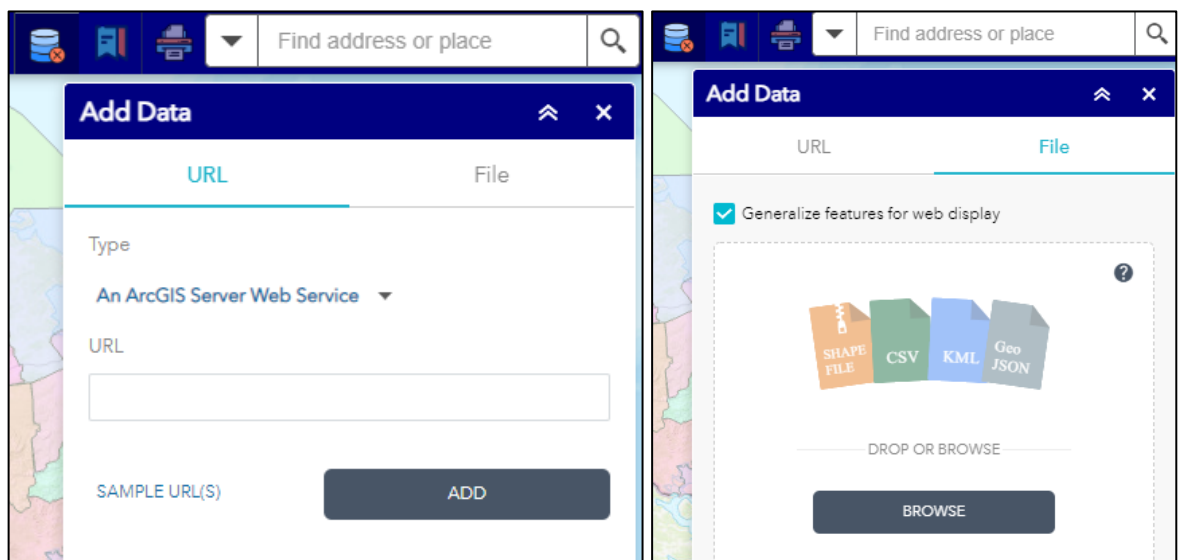 Find address or place
Add Data
URL File
Type
An ArcGIS Server Web Service
URL
SAMPLE URL(S) ADD
Find address or place
Add Data
URL File
Generalize features for web display
?
SHAPE
FILE
CSV
KML
Geo
JSON
DROP OR BROWSE
BROWSE